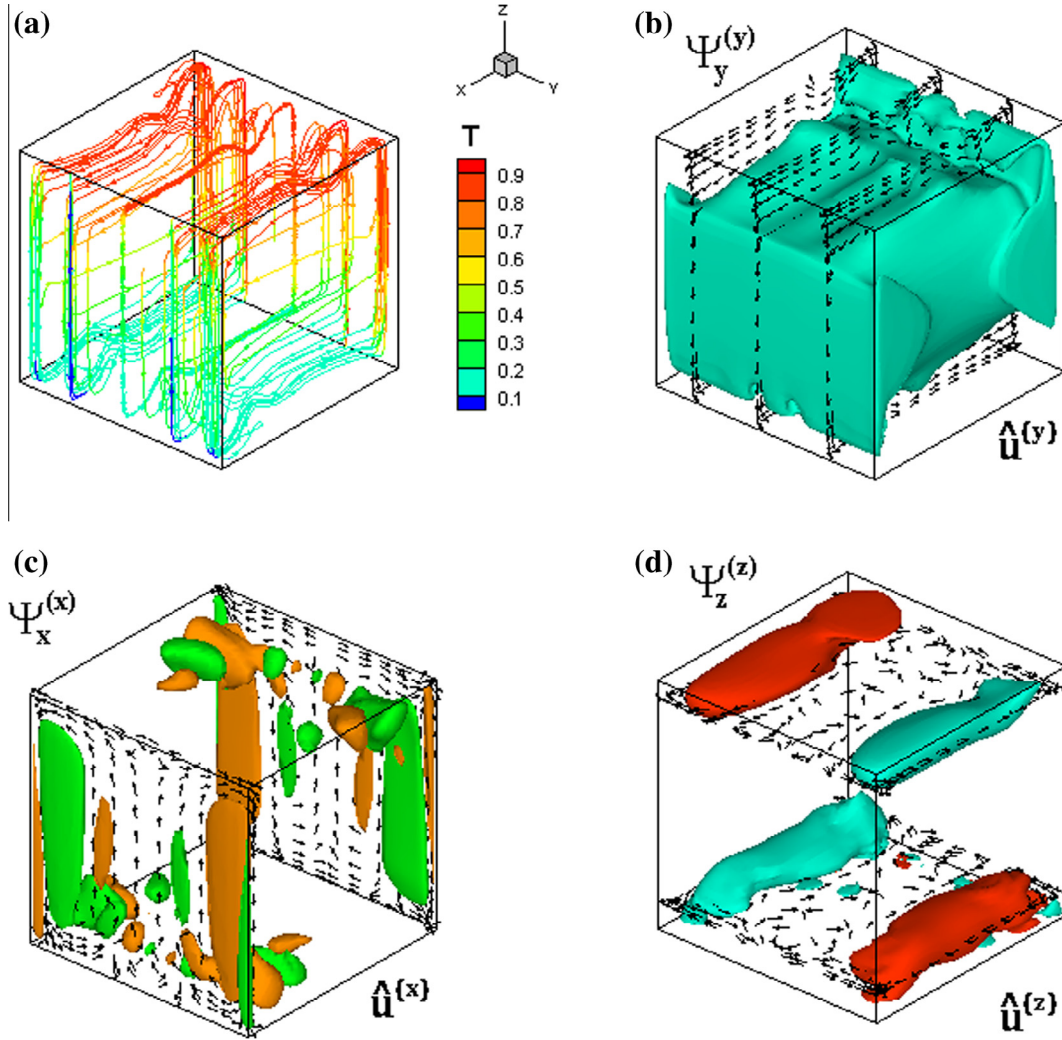 (a)
Z
X
Y
T
0.9
0.8
0.7
0.6
0.5
0.4
0.3
0.2
0.1
(b)
Ψ_y^(y)
û^{y}
(c)
Ψ_x^(x)
û^{x}
(d)
Ψ_z^(z)
û^{z}